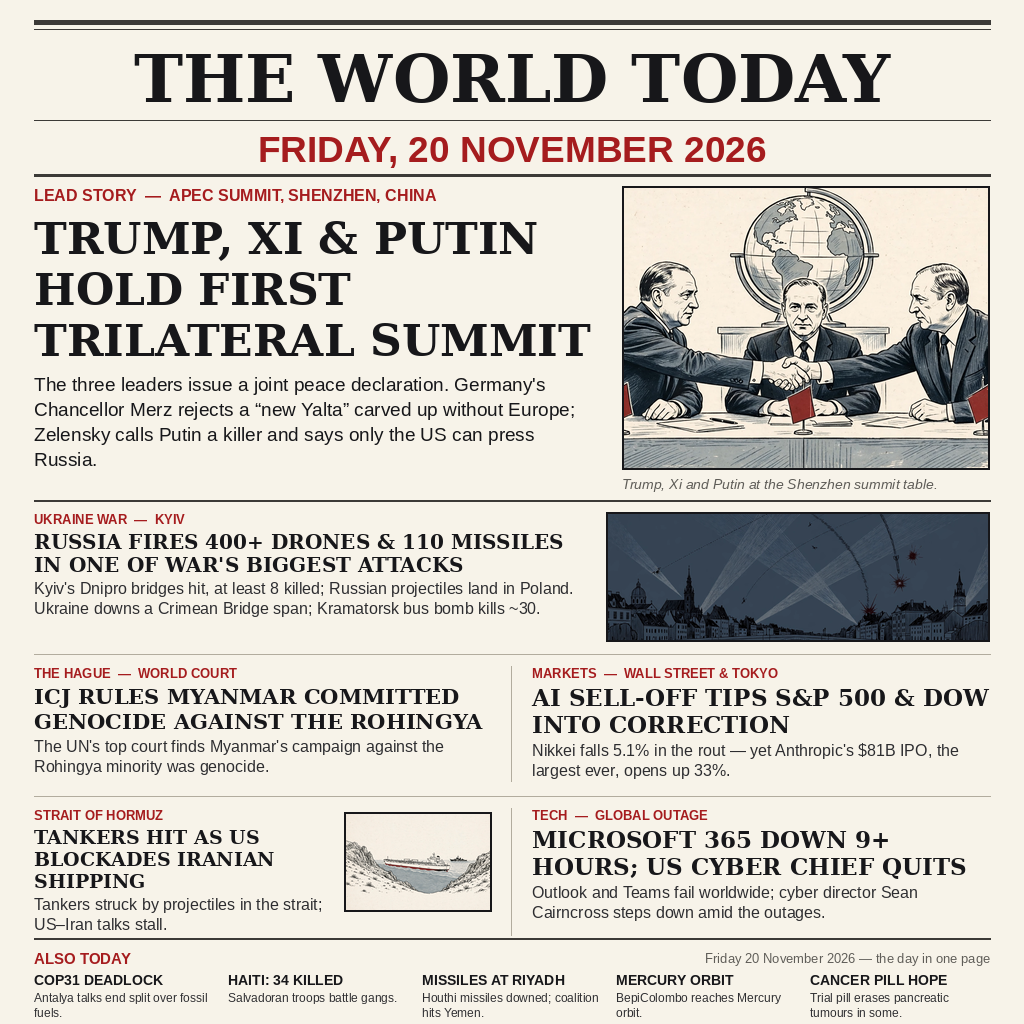 THE WORLD TODAY
FRIDAY, 20 NOVEMBER 2026
LEAD STORY — APEC SUMMIT, SHENZHEN, CHINA
TRUMP, XI & PUTIN
HOLD FIRST
TRILATERAL SUMMIT
The three leaders issue a joint peace declaration. Germany's
Chancellor Merz rejects a “new Yalta” carved up without Europe;
Zelensky calls Putin a killer and says only the US can press
Russia.
Trump, Xi and Putin at the Shenzhen summit table.
UKRAINE WAR — KYIV
RUSSIA FIRES 400+ DRONES & 110 MISSILES
IN ONE OF WAR'S BIGGEST ATTACKS
Kyiv's Dnipro bridges hit, at least 8 killed; Russian projectiles land in Poland.
Ukraine downs a Crimean Bridge span; Kramatorsk bus bomb kills ~30.
THE HAGUE — WORLD COURT
ICJ RULES MYANMAR COMMITTED
GENOCIDE AGAINST THE ROHINGYA
The UN's top court finds Myanmar's campaign against the
Rohingya minority was genocide.
MARKETS — WALL STREET & TOKYO
AI SELL-OFF TIPS S&P 500 & DOW
INTO CORRECTION
Nikkei falls 5.1% in the rout — yet Anthropic's $81B IPO, the
largest ever, opens up 33%.
STRAIT OF HORMUZ
TANKERS HIT AS US
BLOCKADES IRANIAN
SHIPPING
Tankers struck by projectiles in the strait;
US–Iran talks stall.
TECH — GLOBAL OUTAGE
MICROSOFT 365 DOWN 9+
HOURS; US CYBER CHIEF QUITS
Outlook and Teams fail worldwide; cyber director Sean
Cairncross steps down amid the outages.
ALSO TODAY
Friday 20 November 2026 — the day in one page
COP31 DEADLOCK
Antalya talks end split over fossil
fuels.
HAITI: 34 KILLED
Salvadoran troops battle gangs.
MISSILES AT RIYADH
Houthi missiles downed; coalition
hits Yemen.
MERCURY ORBIT
BepiColombo reaches Mercury
orbit.
CANCER PILL HOPE
Trial pill erases pancreatic
tumours in some.